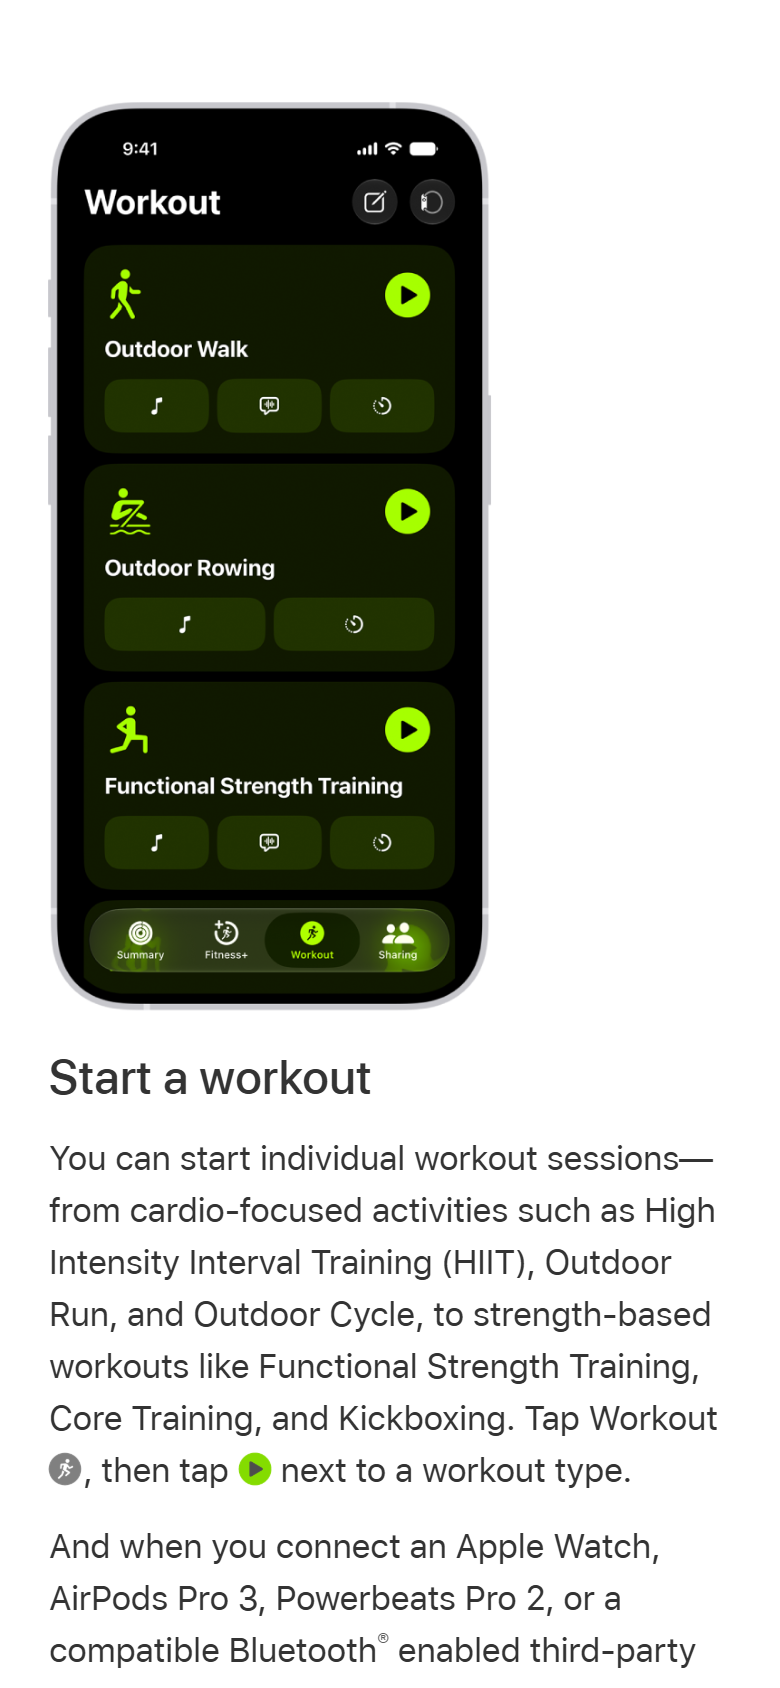 9:41
Workout
Outdoor Walk
Outdoor Rowing
Functional Strength Training
Summary
Fitness+
Workout
Sharing
Start a workout
You can start individual workout sessions—
from cardio-focused activities such as High
Intensity Interval Training (HIIT), Outdoor
Run, and Outdoor Cycle, to strength-based
workouts like Functional Strength Training,
Core Training, and Kickboxing. Tap Workout
, then tap next to a workout type.
And when you connect an Apple Watch,
AirPods Pro 3, Powerbeats Pro 2, or a
compatible Bluetooth® enabled third-party